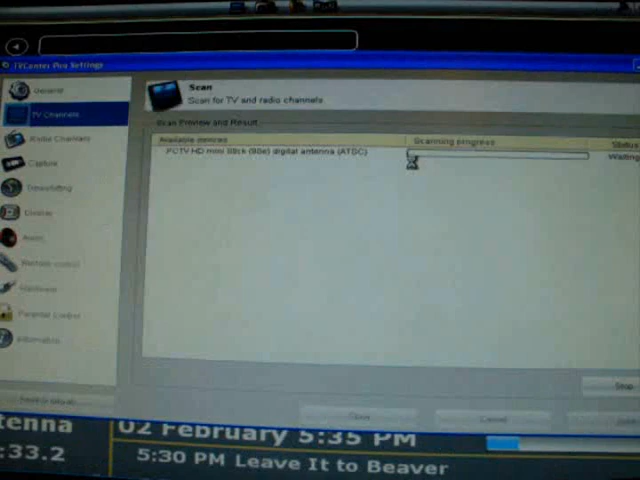 TVCenter Pro Settings
General
TV Channels
Radio Channels
Capture
Timeshifting
Display
Audio
Remote control
Hardware
Parental control
Information
Scan
Scan for TV and radio channels
Scan Preview and Result
Available devices Scanning progress Status
PCTV HD mini Stick (80e) digital antenna (ATSC) Waiting
Stop
Cancel
tenna
:33.2
02 February 5:35 PM
5:30 PM Leave It to Beaver